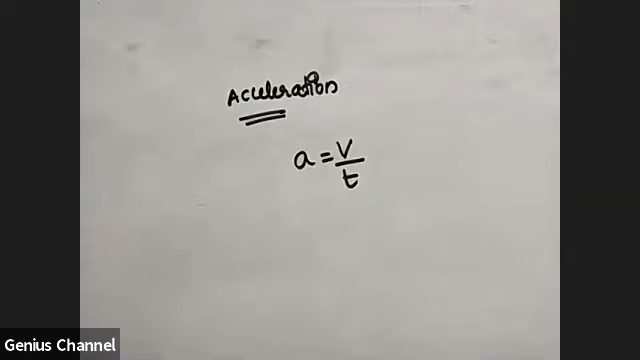 Acceleration
a = v/t
Genius Channel